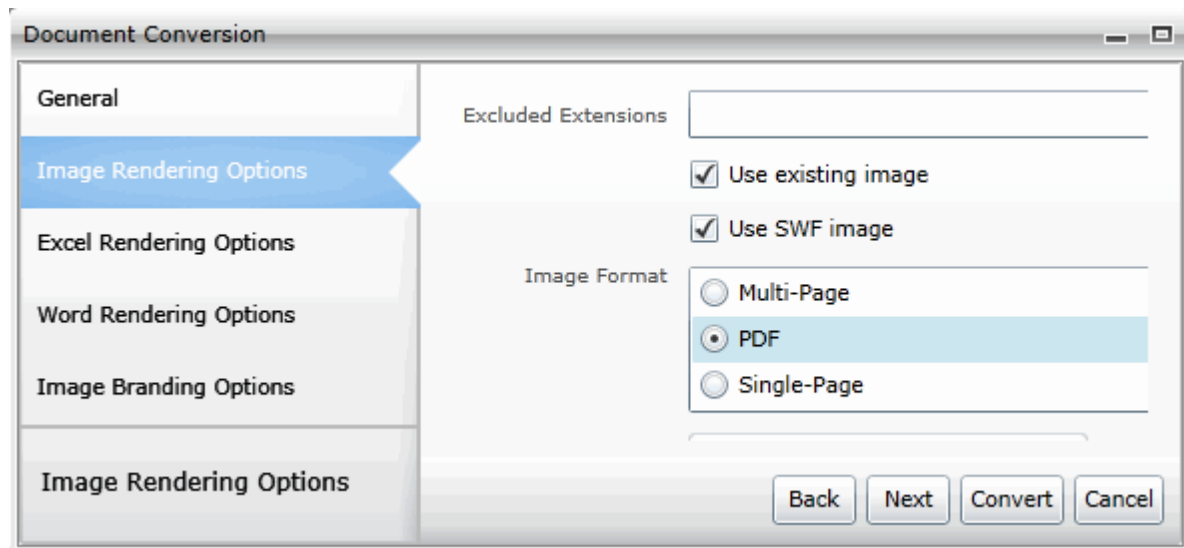 Document Conversion
General
Image Rendering Options
Excel Rendering Options
Word Rendering Options
Image Branding Options
Image Rendering Options
Excluded Extensions
Use existing image
Use SWF image
Image Format
Multi-Page
PDF
Single-Page
Back Next Convert Cancel